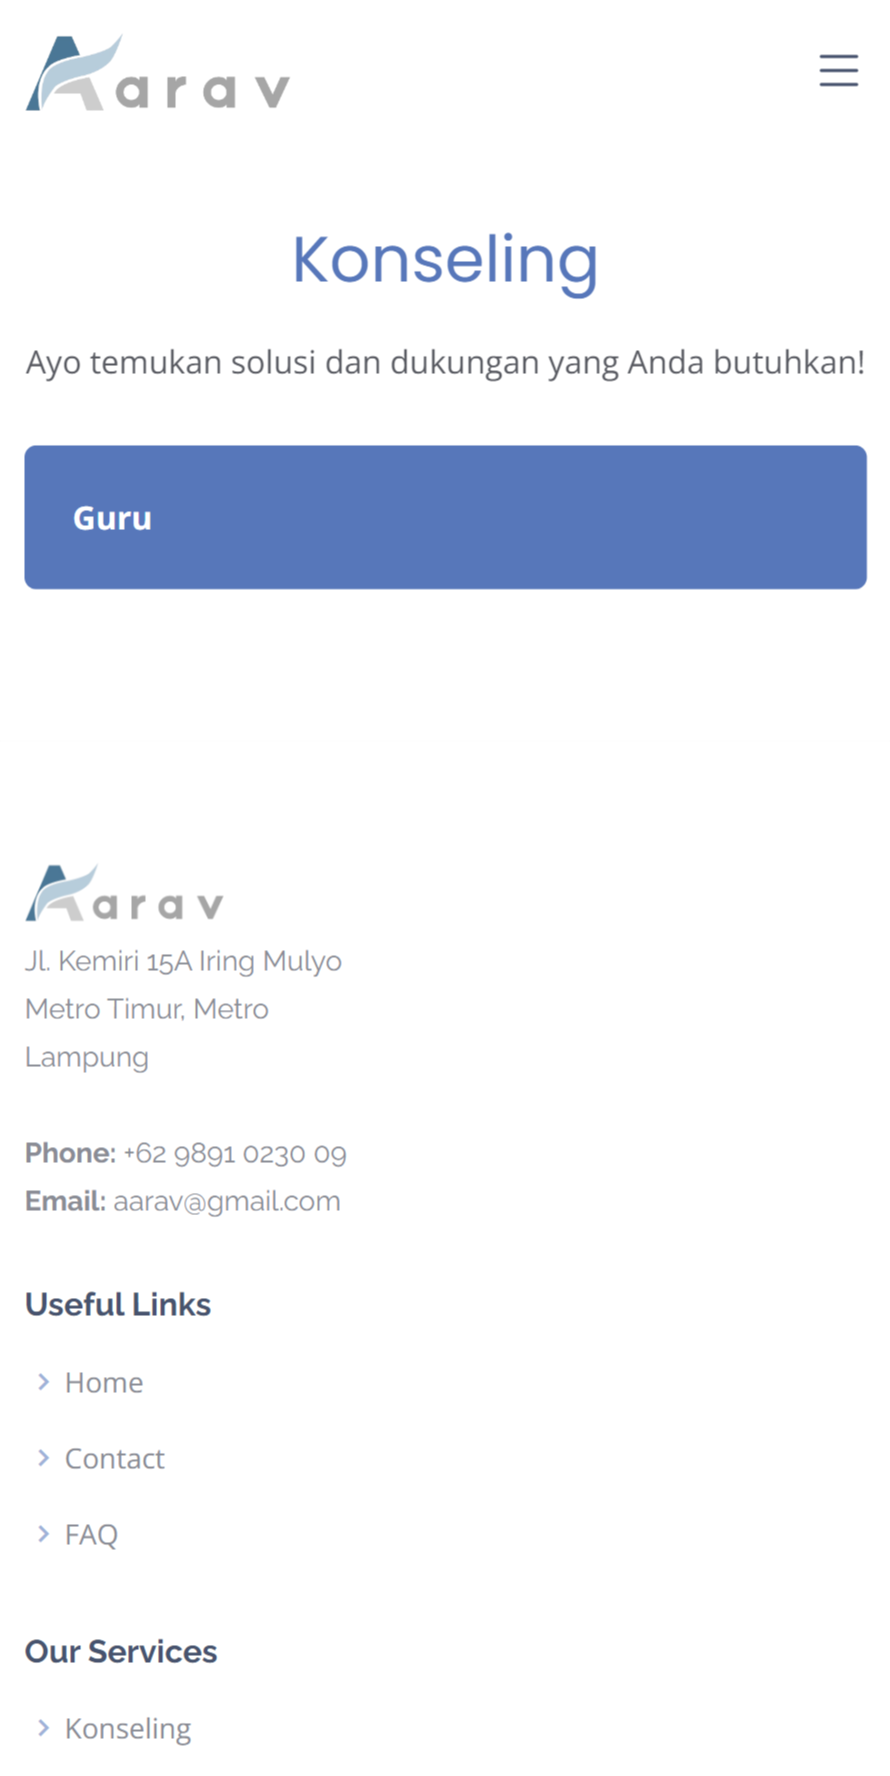 Aarav
Konseling
Ayo temukan solusi dan dukungan yang Anda butuhkan!
Guru
Aarav
Jl. Kemiri 15A Iring Mulyo
Metro Timur, Metro
Lampung
Phone: +62 9891 0230 09
Email: aarav@gmail.com
Useful Links
Home
Contact
FAQ
Our Services
Konseling